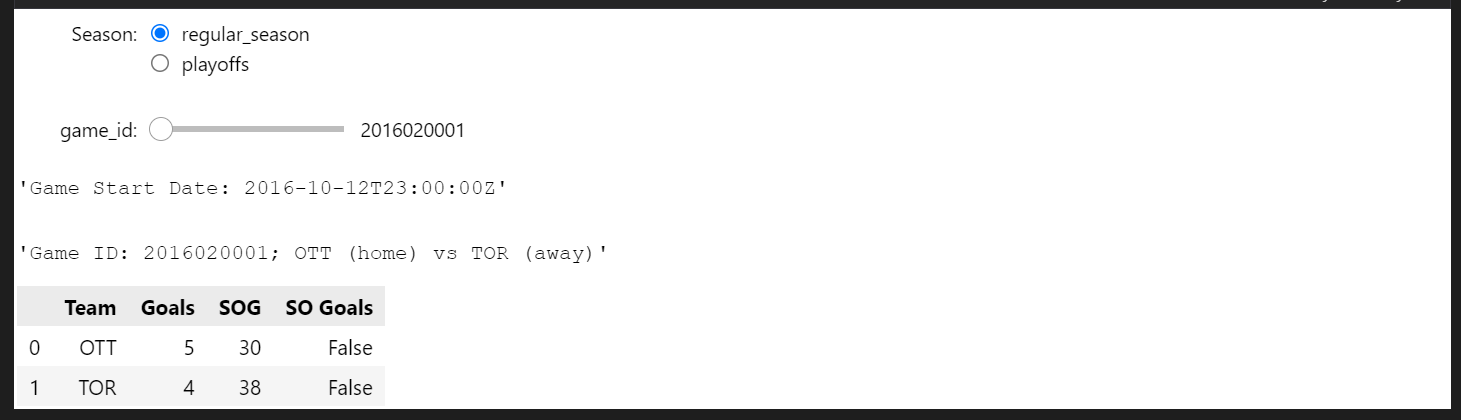 Season: regular_season
playoffs
game_id: 2016020001
'Game Start Date: 2016-10-12T23:00:00Z'
'Game ID: 2016020001; OTT (home) vs TOR (away)'
Team Goals SOG SO Goals
0 OTT 5 30 False
1 TOR 4 38 False